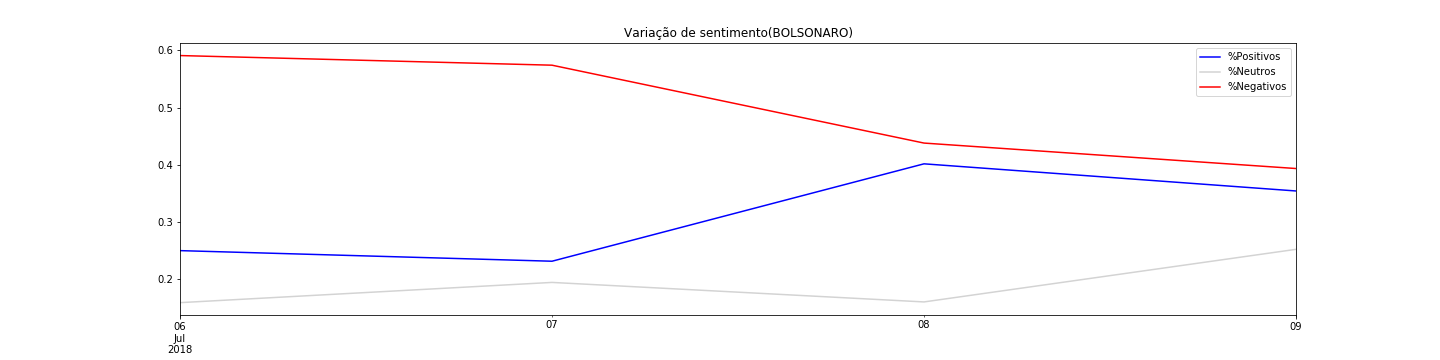 Variação de sentimento(BOLSONARO)
%Positivos
%Neutros
%Negativos
0.6
0.5
0.4
0.3
0.2
06
Jul
2018
07
08
09